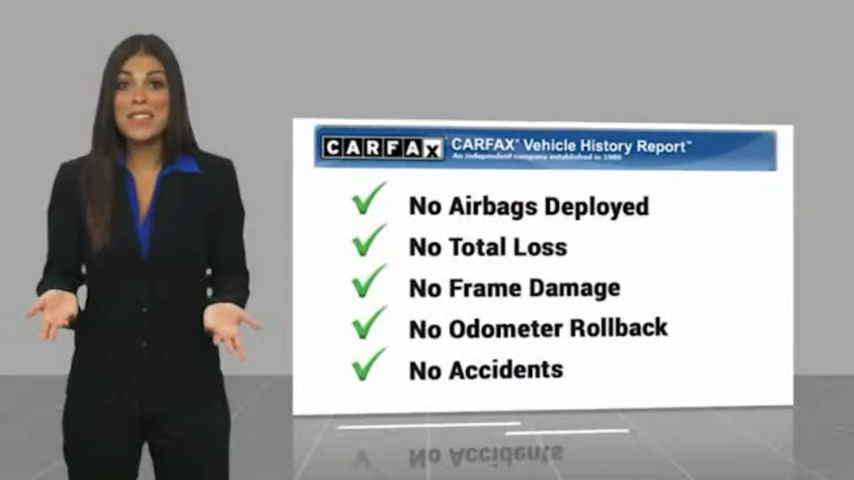 CARFAX CARFAX® Vehicle History Report™
An independent company established in 1986
No Airbags Deployed
No Total Loss
No Frame Damage
No Odometer Rollback
No Accidents
No Accidents